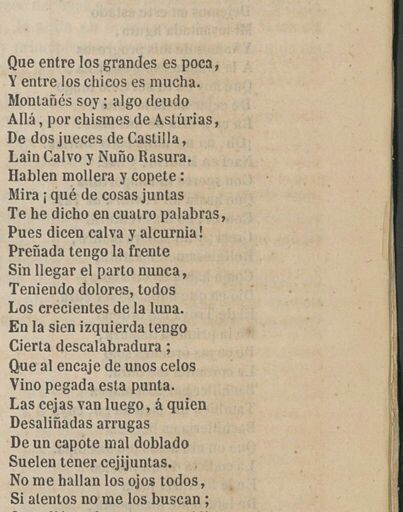 Que entre los grandes es poca,
Y entre los chicos es mucha.
Montañés soy; algo deudo
Allá, por chismes de Astúrias,
De dos jueces de Castilla,
Lain Calvo y Nuño Rasura.
Hablen mollera y copete:
Mira ¡qué de cosas juntas
Te he dicho en cuatro palabras,
Pues dicen calva y alcurnia!
Preñada tengo la frente
Sin llegar el parto nunca,
Teniendo dolores, todos
Los crecientes de la luna.
En la sien izquierda tengo
Cierta descalabradura;
Que al encaje de unos celos
Vino pegada esta punta.
Las cejas van luego, á quien
Desaliñadas arrugas
De un capote mal doblado
Suelen tener cejijuntas.
No me hallan los ojos todos,
Si atentos no me los buscan;